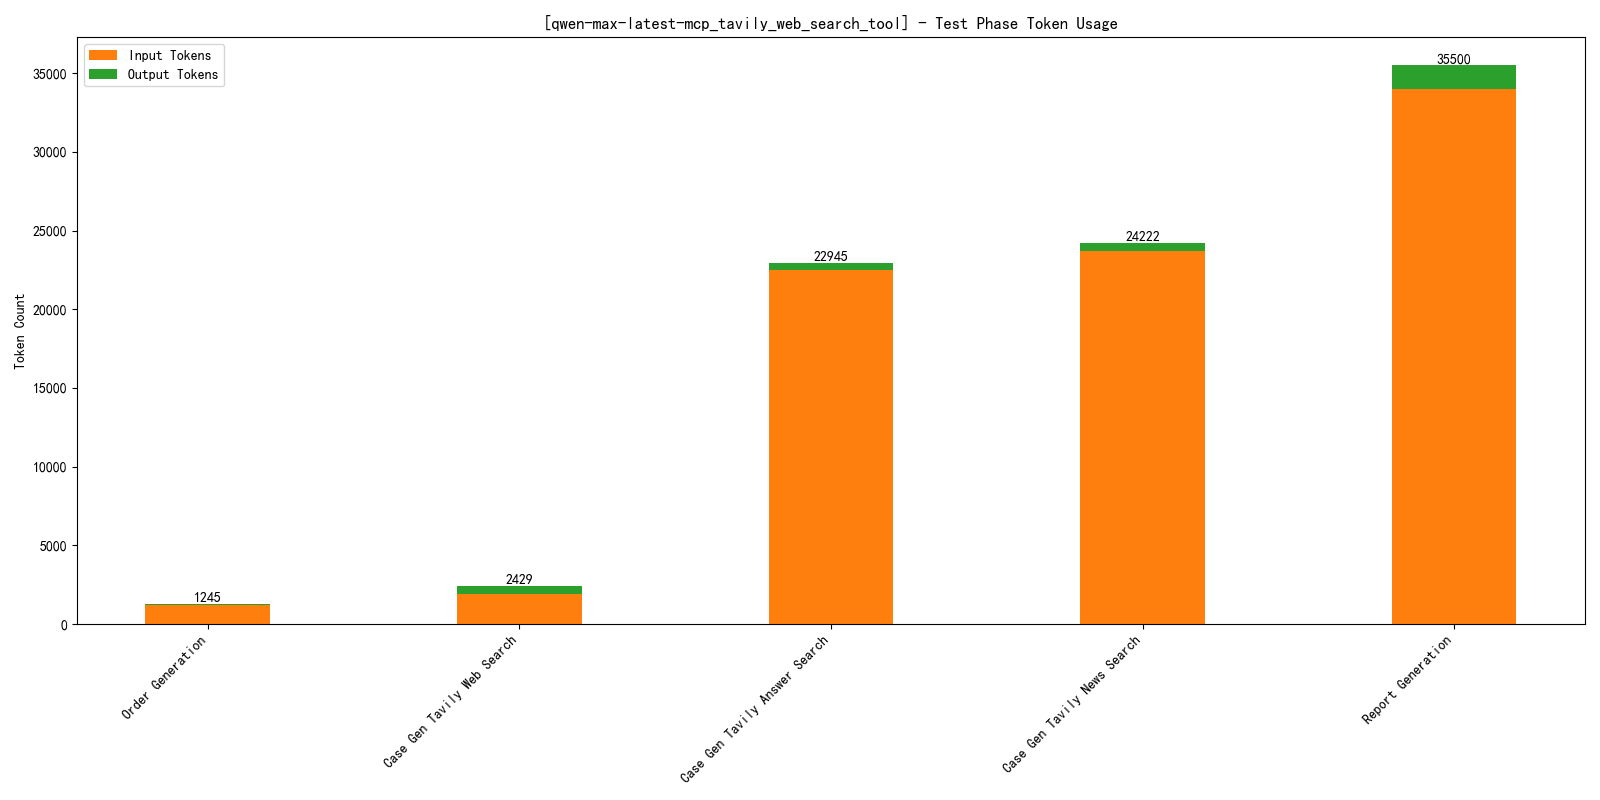 [qwen-max-latest-mcp_tavily_web_search_tool] - Test Phase Token Usage
Input Tokens
Output Tokens
Token Count
35000
30000
25000
20000
15000
10000
5000
0
1245
2429
22945
24222
35500
Order Generation
Case Gen Tavily Web Search
Case Gen Tavily Answer Search
Case Gen Tavily News Search
Report Generation